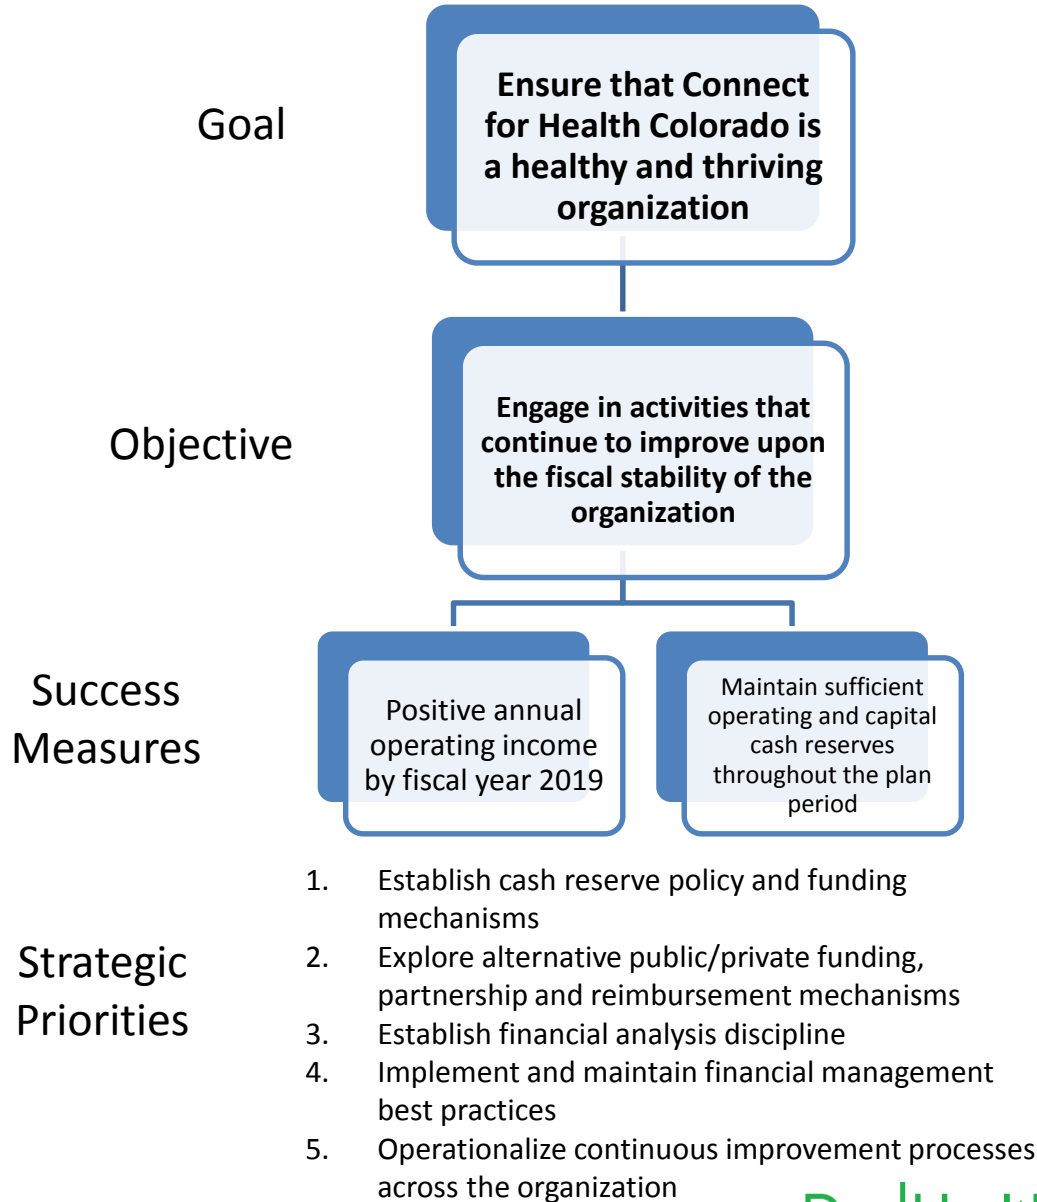 Goal
Ensure that Connect
for Health Colorado is
a healthy and thriving
organization
Objective
Engage in activities that
continue to improve upon
the fiscal stability of the
organization
Success
Measures
Positive annual
operating income
by fiscal year 2019
Maintain sufficient
operating and capital
cash reserves
throughout the plan
period
Strategic
Priorities
1. Establish cash reserve policy and funding
mechanisms
2. Explore alternative public/private funding,
partnership and reimbursement mechanisms
3. Establish financial analysis discipline
4. Implement and maintain financial management
best practices
5. Operationalize continuous improvement processes
across the organization